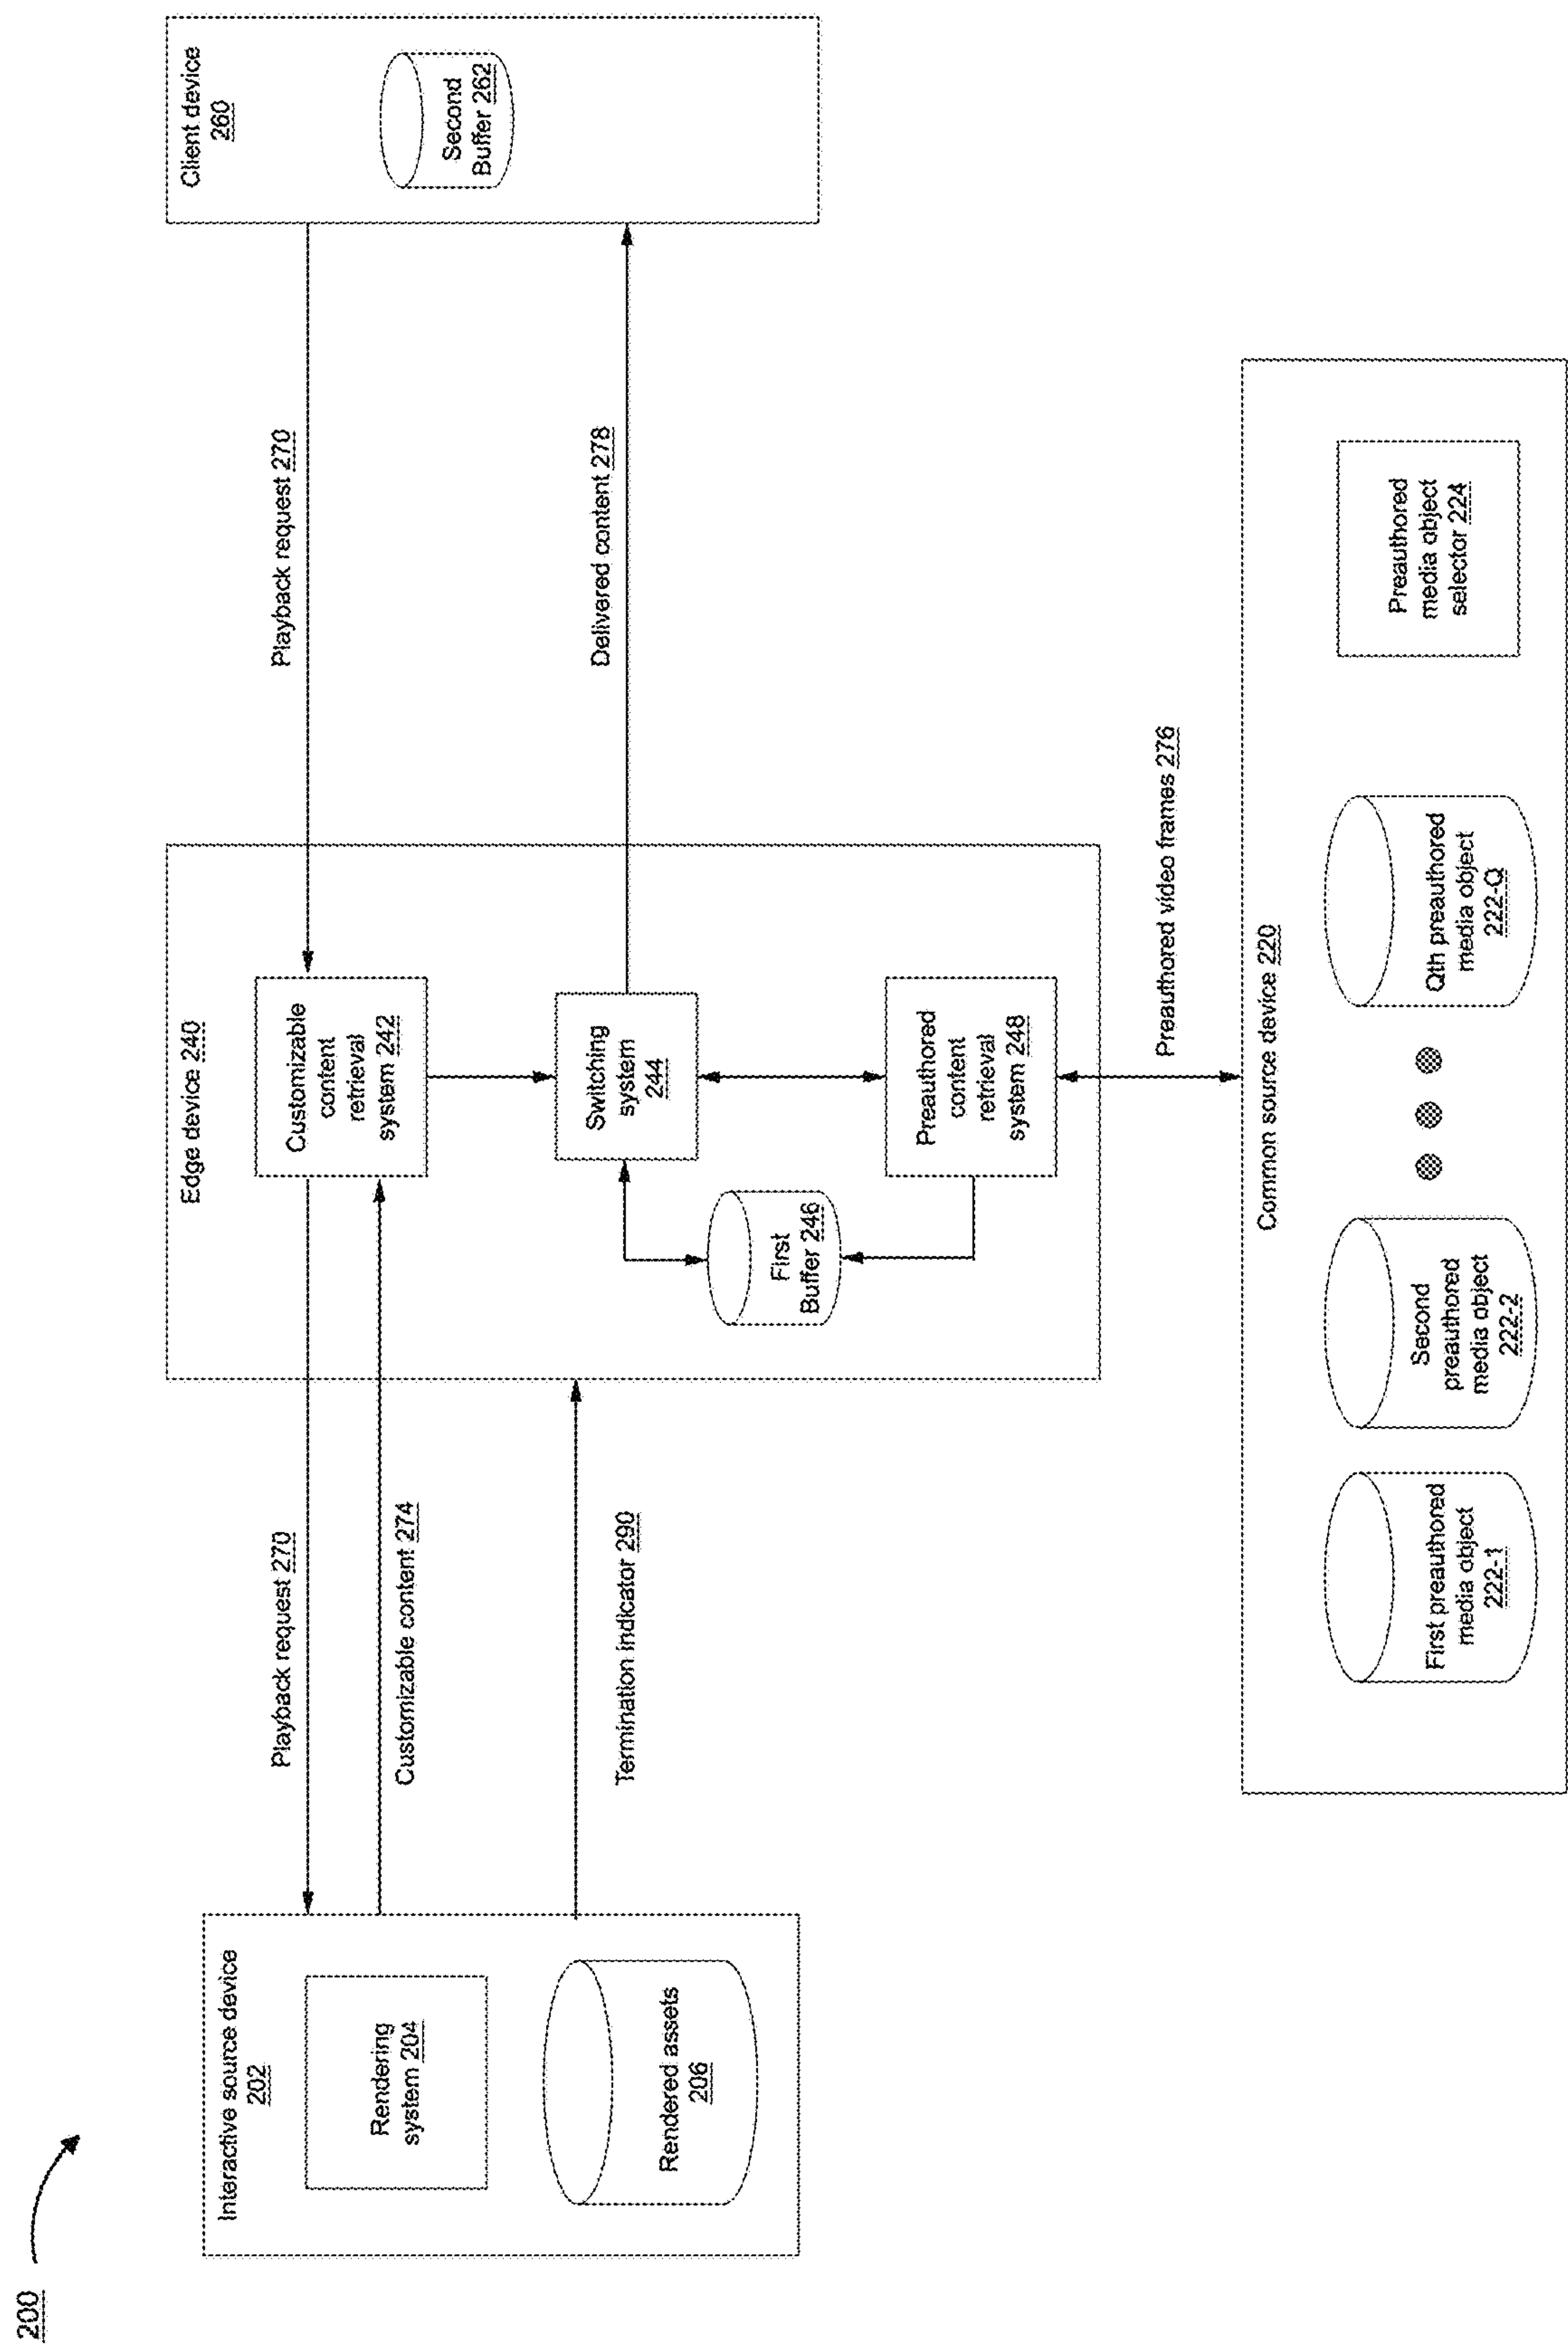 200
Interactive source device
202
Rendering
system 204
Rendered assets
206
Playback request 270
Customizable content 274
Termination indicator 290
Edge device 240
Customizable
content
retrieval
system 242
Switching
system
244
First
Buffer 246
Preauthored
content
retrieval
system 248
Playback request 270
Delivered content 278
Client device
260
Second
Buffer 262
Preauthored video frames 276
Common source device 220
First preauthored
media object
222-1
Second
preauthored
media object
222-2
Qth preauthored
media object
222-Q
Preauthored
media object
selector 224